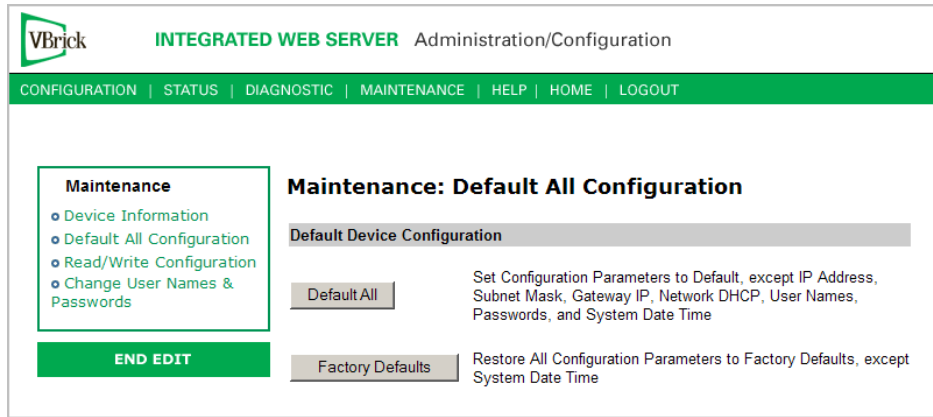 VBrick
INTEGRATED WEB SERVER Administration/Configuration
CONFIGURATION | STATUS | DIAGNOSTIC | MAINTENANCE | HELP | HOME | LOGOUT
Maintenance
Device Information
Default All Configuration
Read/Write Configuration
Change User Names &
Passwords
END EDIT
Maintenance: Default All Configuration
Default Device Configuration
Default All
Set Configuration Parameters to Default, except IP Address,
Subnet Mask, Gateway IP, Network DHCP, User Names,
Passwords, and System Date Time
Factory Defaults
Restore All Configuration Parameters to Factory Defaults, except
System Date Time